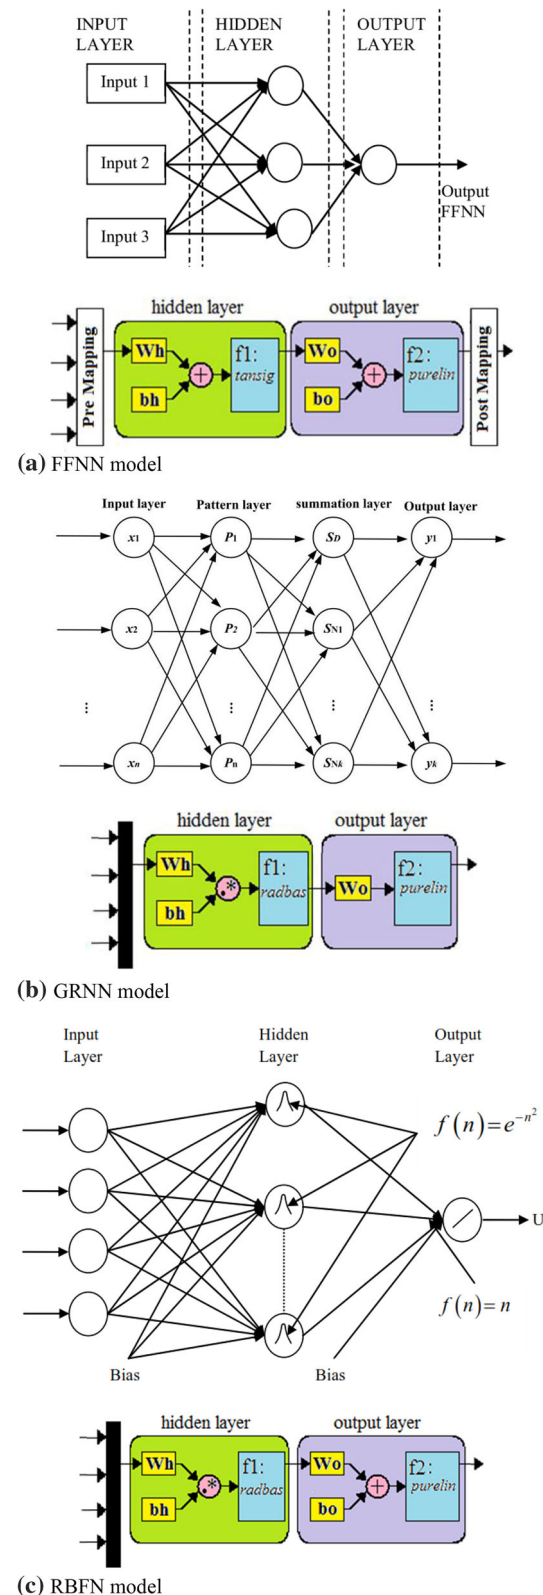 INPUT HIDDEN OUTPUT
LAYER LAYER LAYER
Input 1
Input 2
Input 3
Output
FFNN
hidden layer output layer
Pre Mapping
Wh
bh
+
f1:
tansig
Wo
bo
+
f2:
purelin
Post Mapping
(a) FFNN model
Input layer Pattern layer summation layer Output layer
x1 P1 SD y1
x2 P2 SN1
... ... ... ...
xn Pn SNk yk
hidden layer output layer
Wh
bh
.*
f1:
radbas
Wo
f2:
purelin
(b) GRNN model
Input Hidden Output
Layer Layer Layer
f(n)=e^{-n^2}
U
f(n)=n
Bias Bias
hidden layer output layer
Wh
bh
.*
f1:
radbas
Wo
bo
+
f2:
purelin
(c) RBFN model